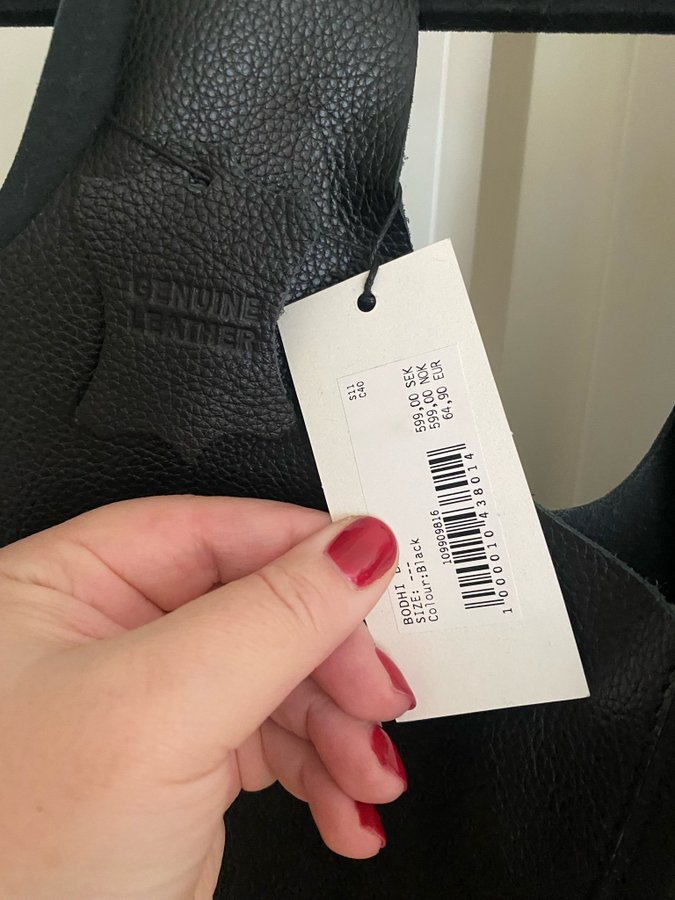 GENUINE
LEATHER
S11
C40
599,00 SEK
599,00 NOK
64,90 EUR
109909816
1000010438014
BODHI
SIZE: ---
Colour:Black